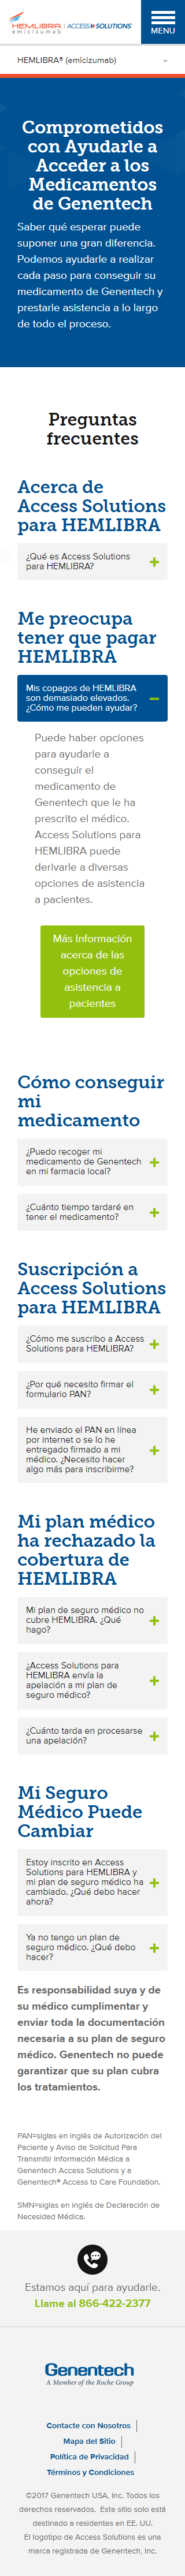 HEMLIBRA®
emicizumab
ACCESS SOLUTIONS®
MENU
HEMLIBRA® (emicizumab)
Comprometidos
con Ayudarle a
Acceder a los
Medicamentos
de Genentech
Saber qué esperar puede
suponer una gran diferencia.
Podemos ayudarle a realizar
cada paso para conseguir su
medicamento de Genentech y
prestarle asistencia a lo largo
de todo el proceso.
Preguntas
frecuentes
Acerca de
Access Solutions
para HEMLIBRA
¿Qué es Access Solutions
para HEMLIBRA?
Me preocupa
tener que pagar
HEMLIBRA
Mis copagos de HEMLIBRA
son demasiado elevados.
¿Cómo me pueden ayudar?
Puede haber opciones
para ayudarle a
conseguir el
medicamento de
Genentech que le ha
prescrito el médico.
Access Solutions para
HEMLIBRA puede
derivarle a diversas
opciones de asistencia
a pacientes.
Más Información
acerca de las
opciones de
asistencia a
pacientes
Cómo conseguir
mi
medicamento
¿Puedo recoger mi
medicamento de Genentech
en mi farmacia local?
¿Cuánto tiempo tardaré en
tener el medicamento?
Suscripción a
Access Solutions
para HEMLIBRA
¿Cómo me suscribo a Access
Solutions para HEMLIBRA?
¿Por qué necesito firmar el
formulario PAN?
He enviado el PAN en línea
por internet o se lo he
entregado firmado a mi
médico. ¿Necesito hacer
algo más para inscribirme?
Mi plan médico
ha rechazado la
cobertura de
HEMLIBRA
Mi plan de seguro médico no
cubre HEMLIBRA. ¿Qué
hago?
¿Access Solutions para
HEMLIBRA envía la
apelación a mi plan de
seguro médico?
¿Cuánto tarda en procesarse
una apelación?
Mi Seguro
Médico Puede
Cambiar
Estoy inscrito en Access
Solutions para HEMLIBRA y
mi plan de seguro médico ha
cambiado. ¿Qué debo hacer
ahora?
Ya no tengo un plan de
seguro médico. ¿Qué debo
hacer?
Es responsabilidad suya y de
su médico cumplimentar y
enviar toda la documentación
necesaria a su plan de seguro
médico. Genentech no puede
garantizar que su plan cubra
los tratamientos.
PAN=siglas en inglés de Autorización del
Paciente y Aviso de Solicitud Para
Transmitir Información Médica a
Genentech Access Solutions y a
Genentech® Access to Care Foundation.
SMN=siglas en inglés de Declaración de
Necesidad Médica.
Estamos aquí para ayudarle.
Llame al 866-422-2377
Genentech
A Member of the Roche Group
Contacte con Nosotros
Mapa del Sitio
Política de Privacidad
Términos y Condiciones
©2017 Genentech USA, Inc. Todos los
derechos reservados. Este sitio solo está
destinado a residentes en EE. UU.
El logotipo de Access Solutions es una
marca registrada de Genentech, Inc.